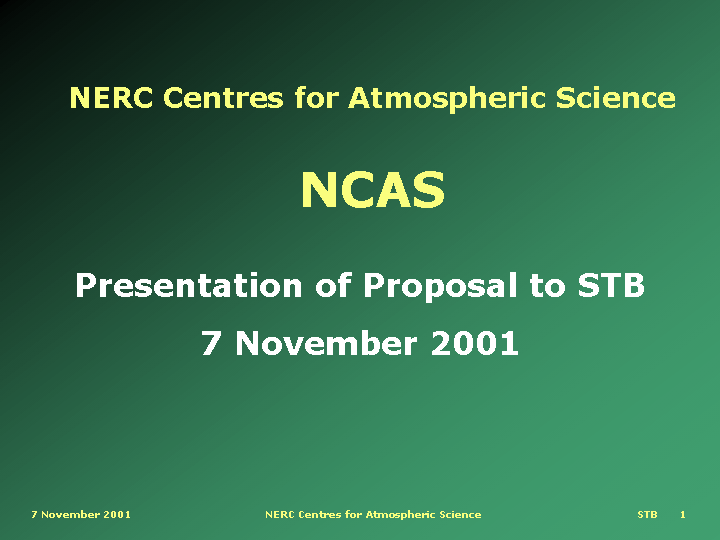 NERC Centres for Atmospheric Science
NCAS
Presentation of Proposal to STB
7 November 2001
7 November 2001 NERC Centres for Atmospheric Science STB 1